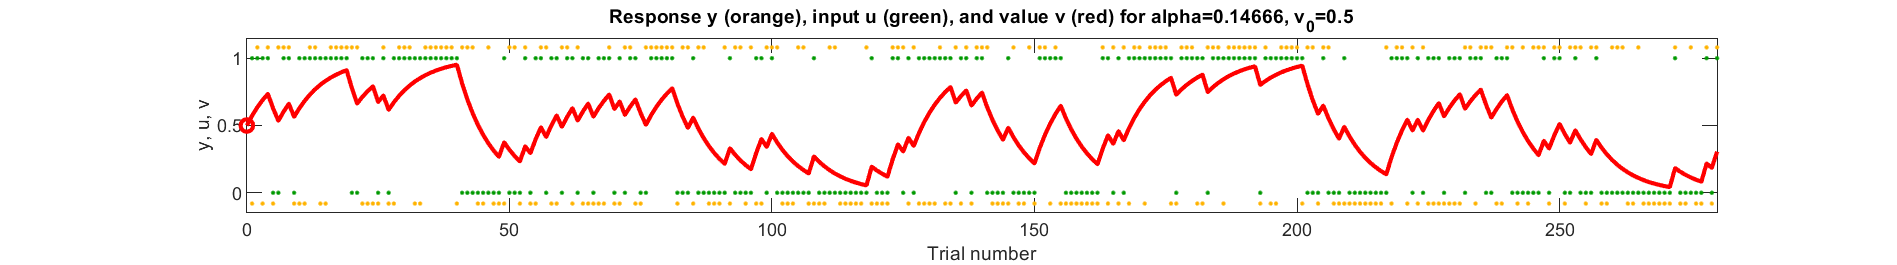 Response y (orange), input u (green), and value v (red) for alpha=0.14666, v0=0.5
y, u, v
1
0.5
0
0 50 100 150 200 250
Trial number